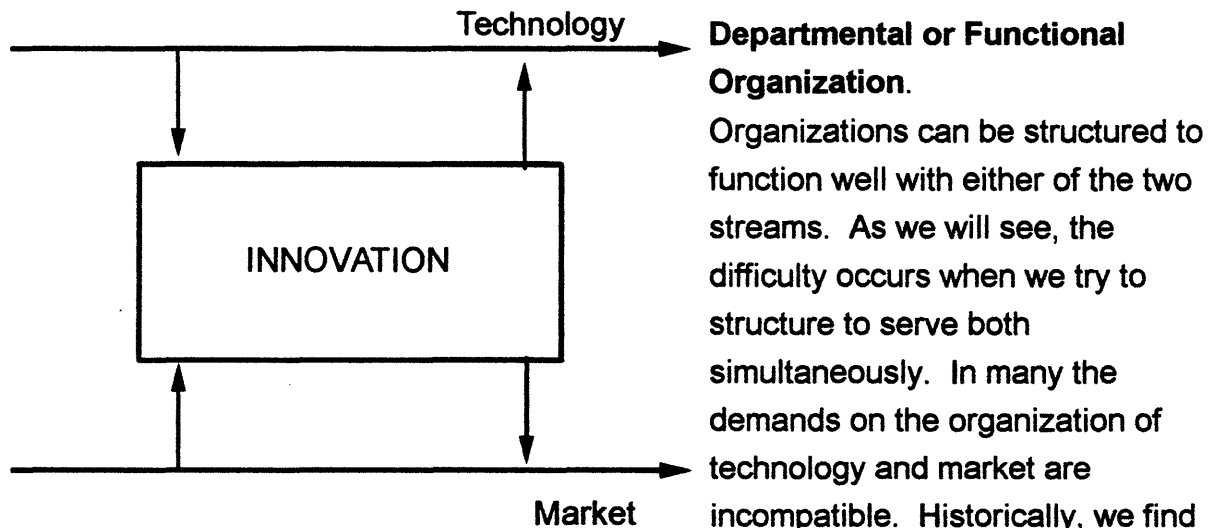 Technology
INNOVATION
Market
Departmental or Functional
Organization.
Organizations can be structured to
function well with either of the two
streams.  As we will see, the
difficulty occurs when we try to
structure to serve both
simultaneously.  In many the
demands on the organization of
technology and market are
incompatible.  Historically, we find